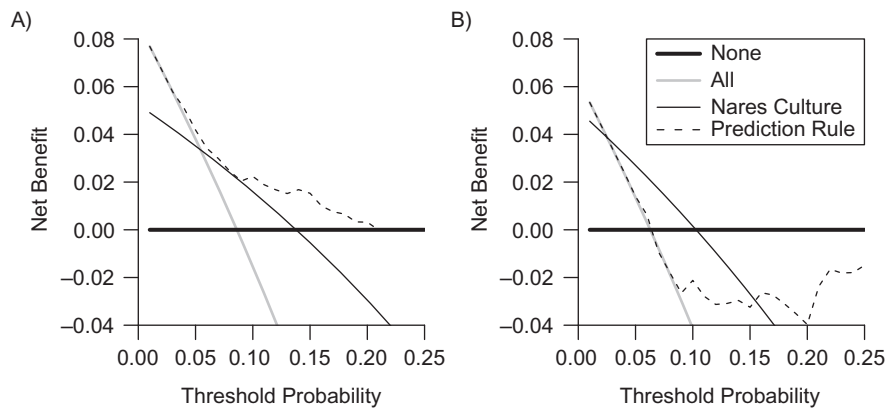 A)
0.08
0.06
0.04
0.02
0.00
–0.02
–0.04
Net Benefit
0.00 0.05 0.10 0.15 0.20 0.25
Threshold Probability
B)
0.08
0.06
0.04
0.02
0.00
–0.02
–0.04
Net Benefit
0.00 0.05 0.10 0.15 0.20 0.25
Threshold Probability
None
All
Nares Culture
Prediction Rule